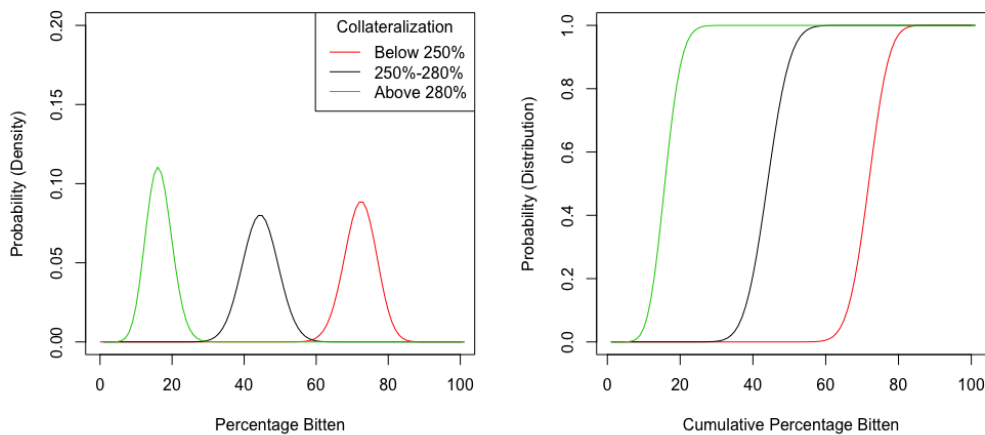 Collateralization
Below 250%
250%-280%
Above 280%
Probability (Density)
0.20
0.15
0.10
0.05
0.00
0 20 40 60 80 100
Percentage Bitten
Probability (Distribution)
1.0
0.8
0.6
0.4
0.2
0.0
0 20 40 60 80 100
Cumulative Percentage Bitten